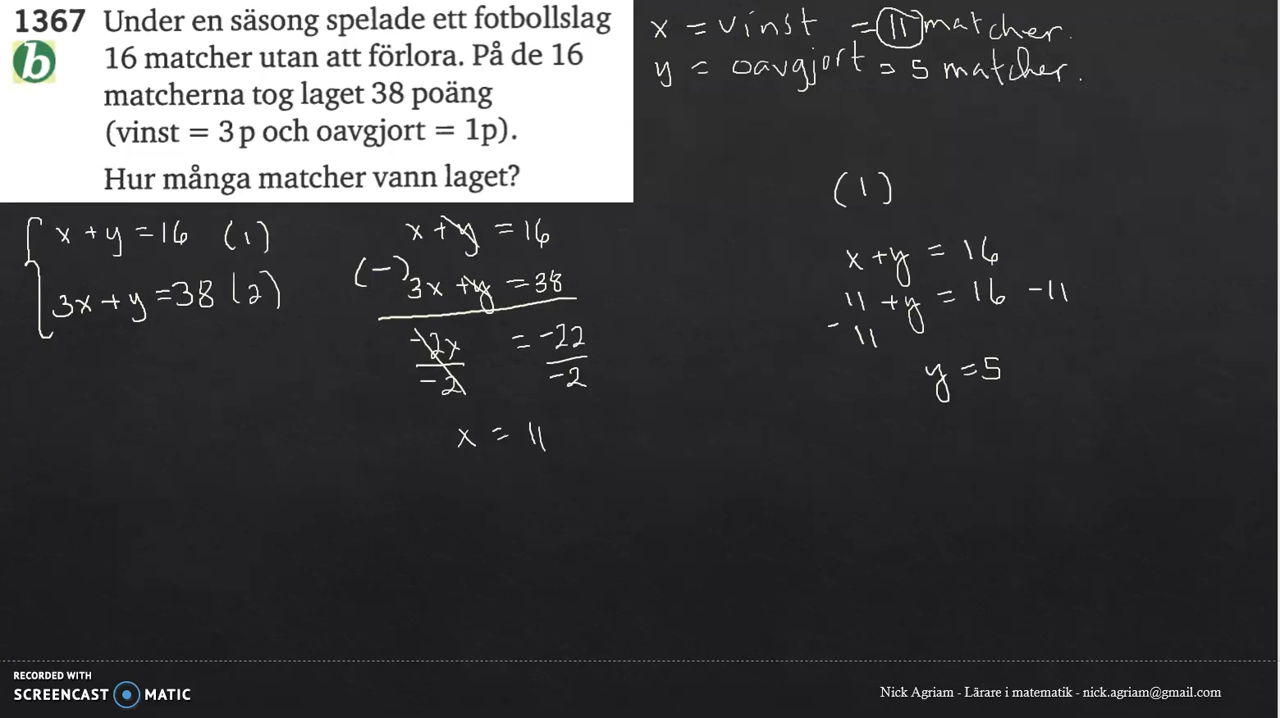 1367 Under en säsong spelade ett fotbollslag
b 16 matcher utan att förlora. På de 16
matcherna tog laget 38 poäng
(vinst = 3 p och oavgjort = 1p).
Hur många matcher vann laget?
x = vinst = 11 matcher.
y = oavgjort = 5 matcher.
x + y = 16 (1)
3x + y = 38 (2)
x + y = 16
(-) 3x + y = 38
-2x = -22
-2 -2
x = 11
(1)
x + y = 16
11 + y = 16 - 11
- 11
y = 5
RECORDED WITH
SCREENCAST MATIC
Nick Agriam - Lärare i matematik - nick.agriam@gmail.com